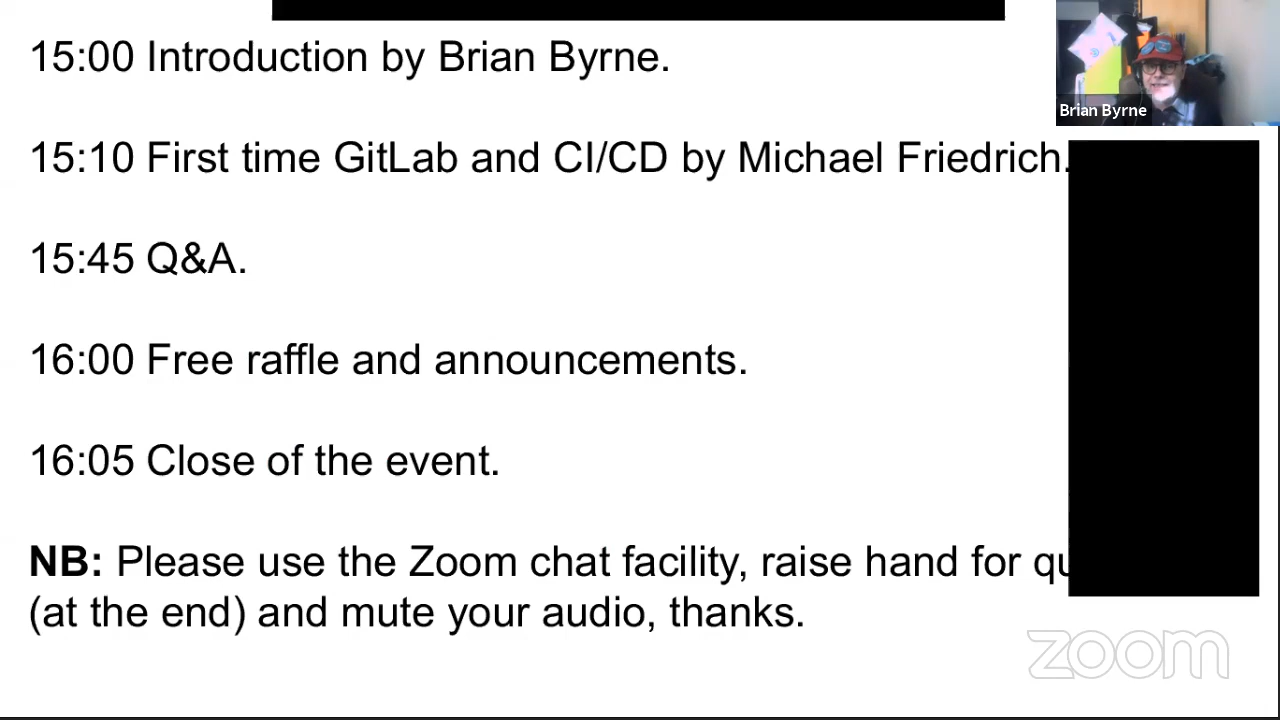 15:00 Introduction by Brian Byrne.
Brian Byrne
15:10 First time GitLab and CI/CD by Michael Friedrich.
15:45 Q&A.
16:00 Free raffle and announcements.
16:05 Close of the event.
NB: Please use the Zoom chat facility, raise hand for
(at the end) and mute your audio, thanks.
zoom